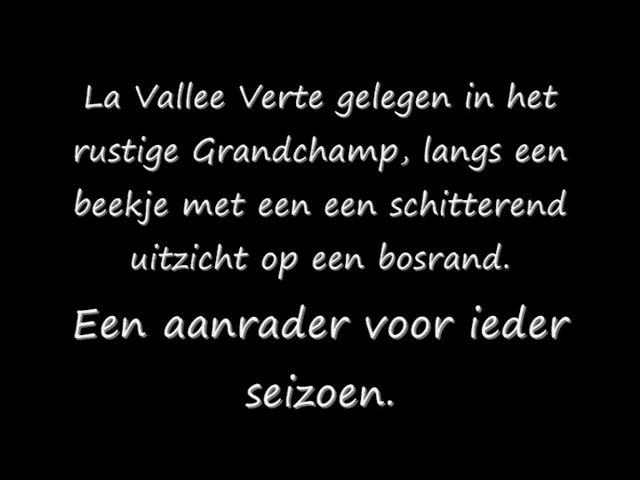 La Vallee Verte gelegen in het
rustige Grandchamp, langs een
beekje met een een schitterend
uitzicht op een bosrand.
Een aanrader voor ieder
seizoen.